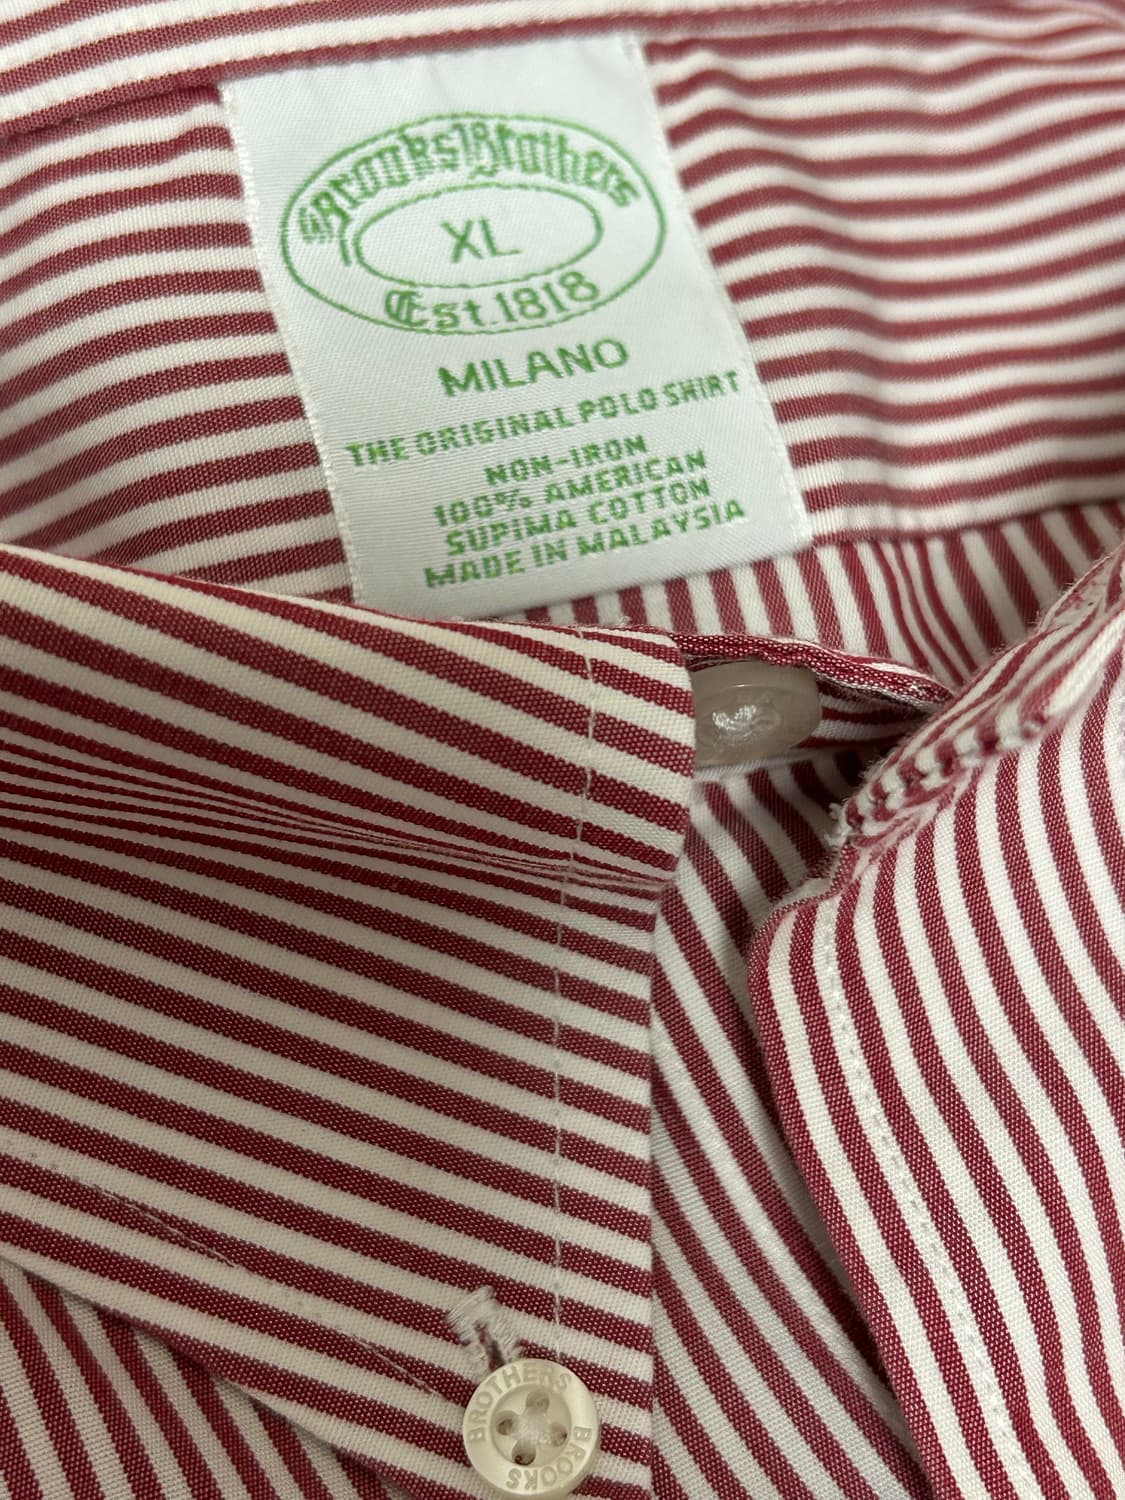 Brooks Brothers
XL
Est. 1818
MILANO
THE ORIGINAL POLO SHIRT
NON-IRON
100% AMERICAN
SUPIMA COTTON
MADE IN MALAYSIA
BROOKS BROTHERS